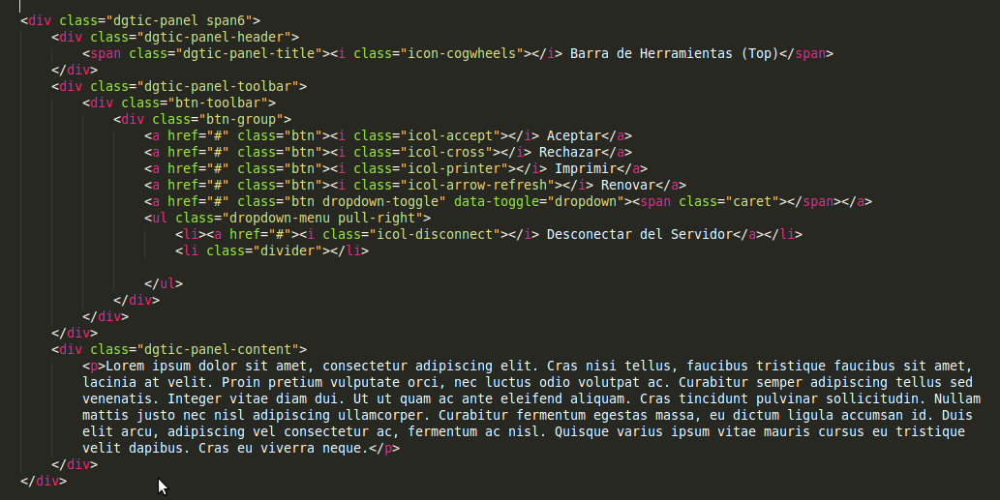 <div class="dgtic-panel span6">
<div class="dgtic-panel-header">
<span class="dgtic-panel-title"><i class="icon-cogwheels"></i> Barra de Herramientas (Top)</span>
</div>
<div class="dgtic-panel-toolbar">
<div class="btn-toolbar">
<div class="btn-group">
<a href="#" class="btn"><i class="icol-accept"></i> Aceptar</a>
<a href="#" class="btn"><i class="icol-cross"></i> Rechazar</a>
<a href="#" class="btn"><i class="icol-printer"></i> Imprimir</a>
<a href="#" class="btn"><i class="icol-arrow-refresh"></i> Renovar</a>
<a href="#" class="btn dropdown-toggle" data-toggle="dropdown"><span class="caret"></span></a>
<ul class="dropdown-menu pull-right">
<li><a href="#"><i class="icol-disconnect"></i> Desconectar del Servidor</a></li>
<li class="divider"></li>
</ul>
</div>
</div>
</div>
<div class="dgtic-panel-content">
<p>Lorem ipsum dolor sit amet, consectetur adipiscing elit. Cras nisi tellus, faucibus tristique faucibus sit amet,
lacinia at velit. Proin pretium vulputate orci, nec luctus odio volutpat ac. Curabitur semper adipiscing tellus sed
venenatis. Integer vitae diam dui. Ut ut quam ac ante eleifend aliquam. Cras tincidunt pulvinar sollicitudin. Nullam
mattis justo nec nisl adipiscing ullamcorper. Curabitur fermentum egestas massa, eu dictum ligula accumsan id. Duis
elit arcu, adipiscing vel consectetur ac, fermentum ac nisl. Quisque varius ipsum vitae mauris cursus eu tristique
velit dapibus. Cras eu viverra neque.</p>
</div>
</div>